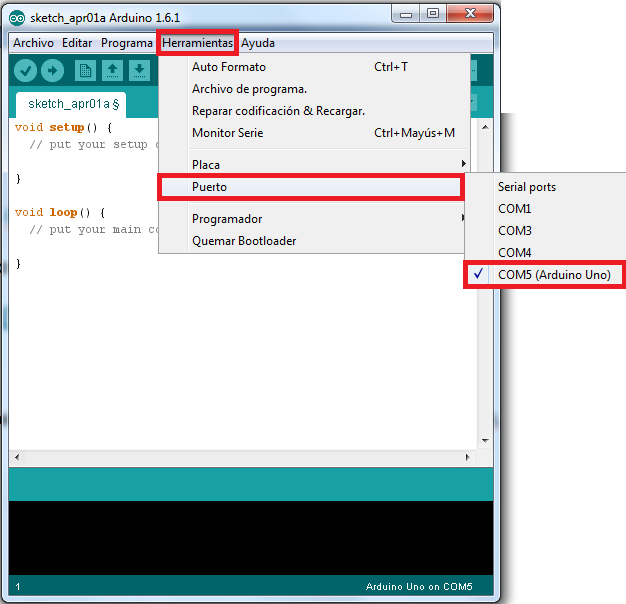 sketch_apr01a Arduino 1.6.1
Archivo Editar Programa Herramientas Ayuda
Auto Formato Ctrl+T
Archivo de programa.
Reparar codificación & Recargar.
Monitor Serie Ctrl+Mayús+M
Placa
Puerto
Programador
Quemar Bootloader
Serial ports
COM1
COM3
COM4
COM5 (Arduino Uno)
sketch_apr01a §
void setup() {
// put your setup
}
void loop() {
// put your main
}
1 Arduino Uno on COM5